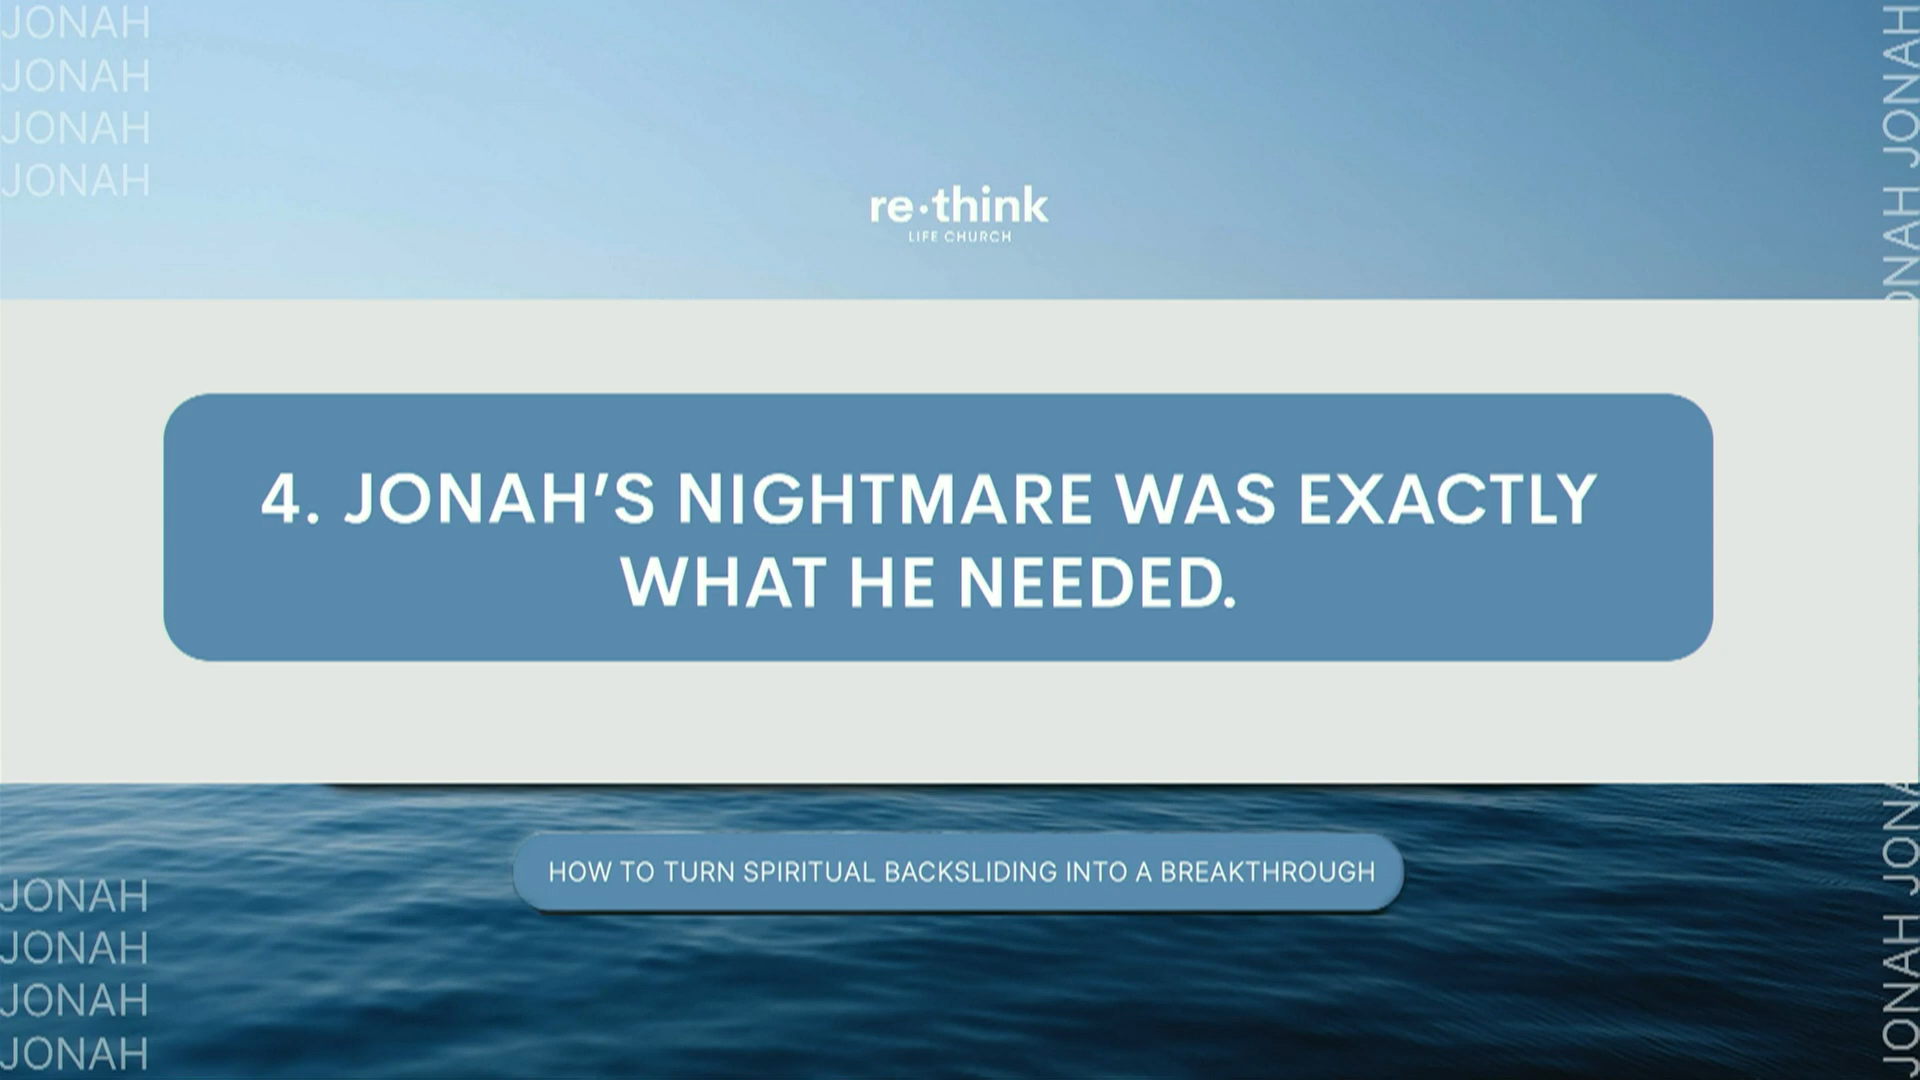 JONAH
JONAH
JONAH
JONAH
re·think
LIFE CHURCH
4. JONAH’S NIGHTMARE WAS EXACTLY
WHAT HE NEEDED.
HOW TO TURN SPIRITUAL BACKSLIDING INTO A BREAKTHROUGH
JONAH
JONAH
JONAH
JONAH
JONAH JONAH
JONAH JONA